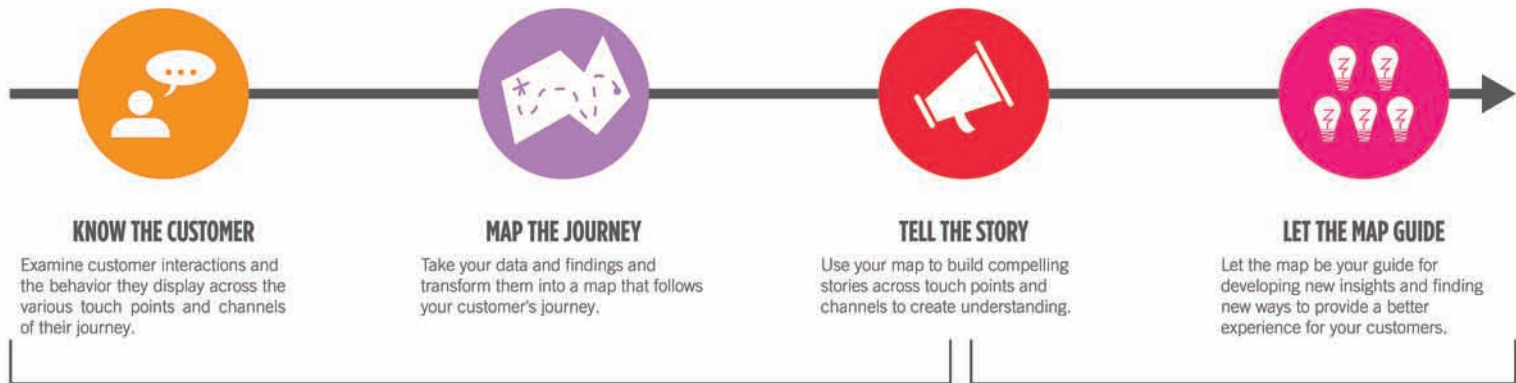 KNOW THE CUSTOMER
Examine customer interactions and
the behavior they display across the
various touch points and channels
of their journey.
MAP THE JOURNEY
Take your data and findings and
transform them into a map that follows
your customer's journey.
TELL THE STORY
Use your map to build compelling
stories across touch points and
channels to create understanding.
LET THE MAP GUIDE
Let the map be your guide for
developing new insights and finding
new ways to provide a better
experience for your customers.